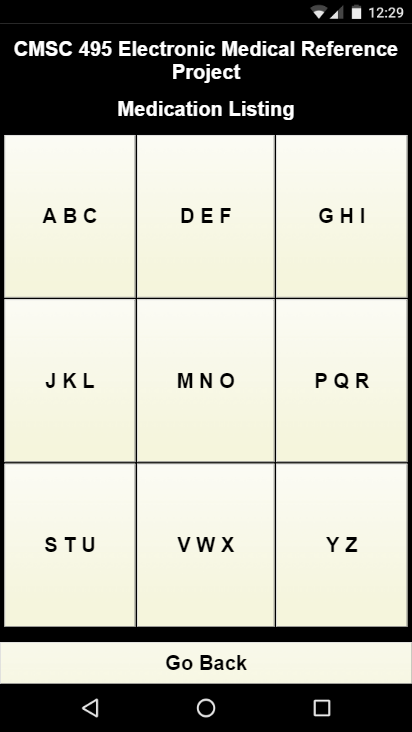 12:29
CMSC 495 Electronic Medical Reference
Project
Medication Listing
A B C
D E F
G H I
J K L
M N O
P Q R
S T U
V W X
Y Z
Go Back